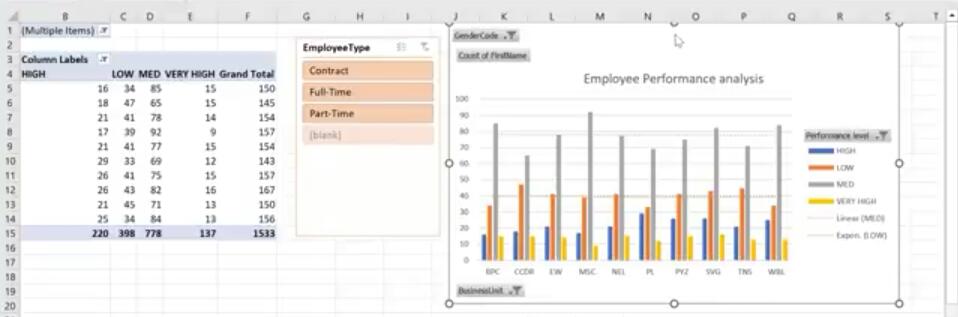 B C D E F G H I J K L M N O P Q R S T
1 (Multiple Items)
2
3 Column Labels
4 HIGH LOW MED VERY HIGH Grand Total
5 16 34 85 15 150
6 18 47 65 15 145
7 21 41 78 14 154
8 17 39 92 9 157
9 21 41 77 15 154
10 29 33 69 12 143
11 26 41 75 15 157
12 26 43 82 16 167
13 21 45 71 13 150
14 25 34 84 13 156
15 220 398 778 137 1533
16
17
18
19
20
EmployeeType
Contract
Full-Time
Part-Time
(blank)
GenderCode
Count of FirstName
Employee Performance analysis
100
90
80
70
60
50
40
30
20
10
0
BPC CCDR EW MSC NEL PL PYZ SVG TNS WBL
Performance level
HIGH
LOW
MED
VERY HIGH
Linear (MED)
Expon. (LOW)
BusinessUnit